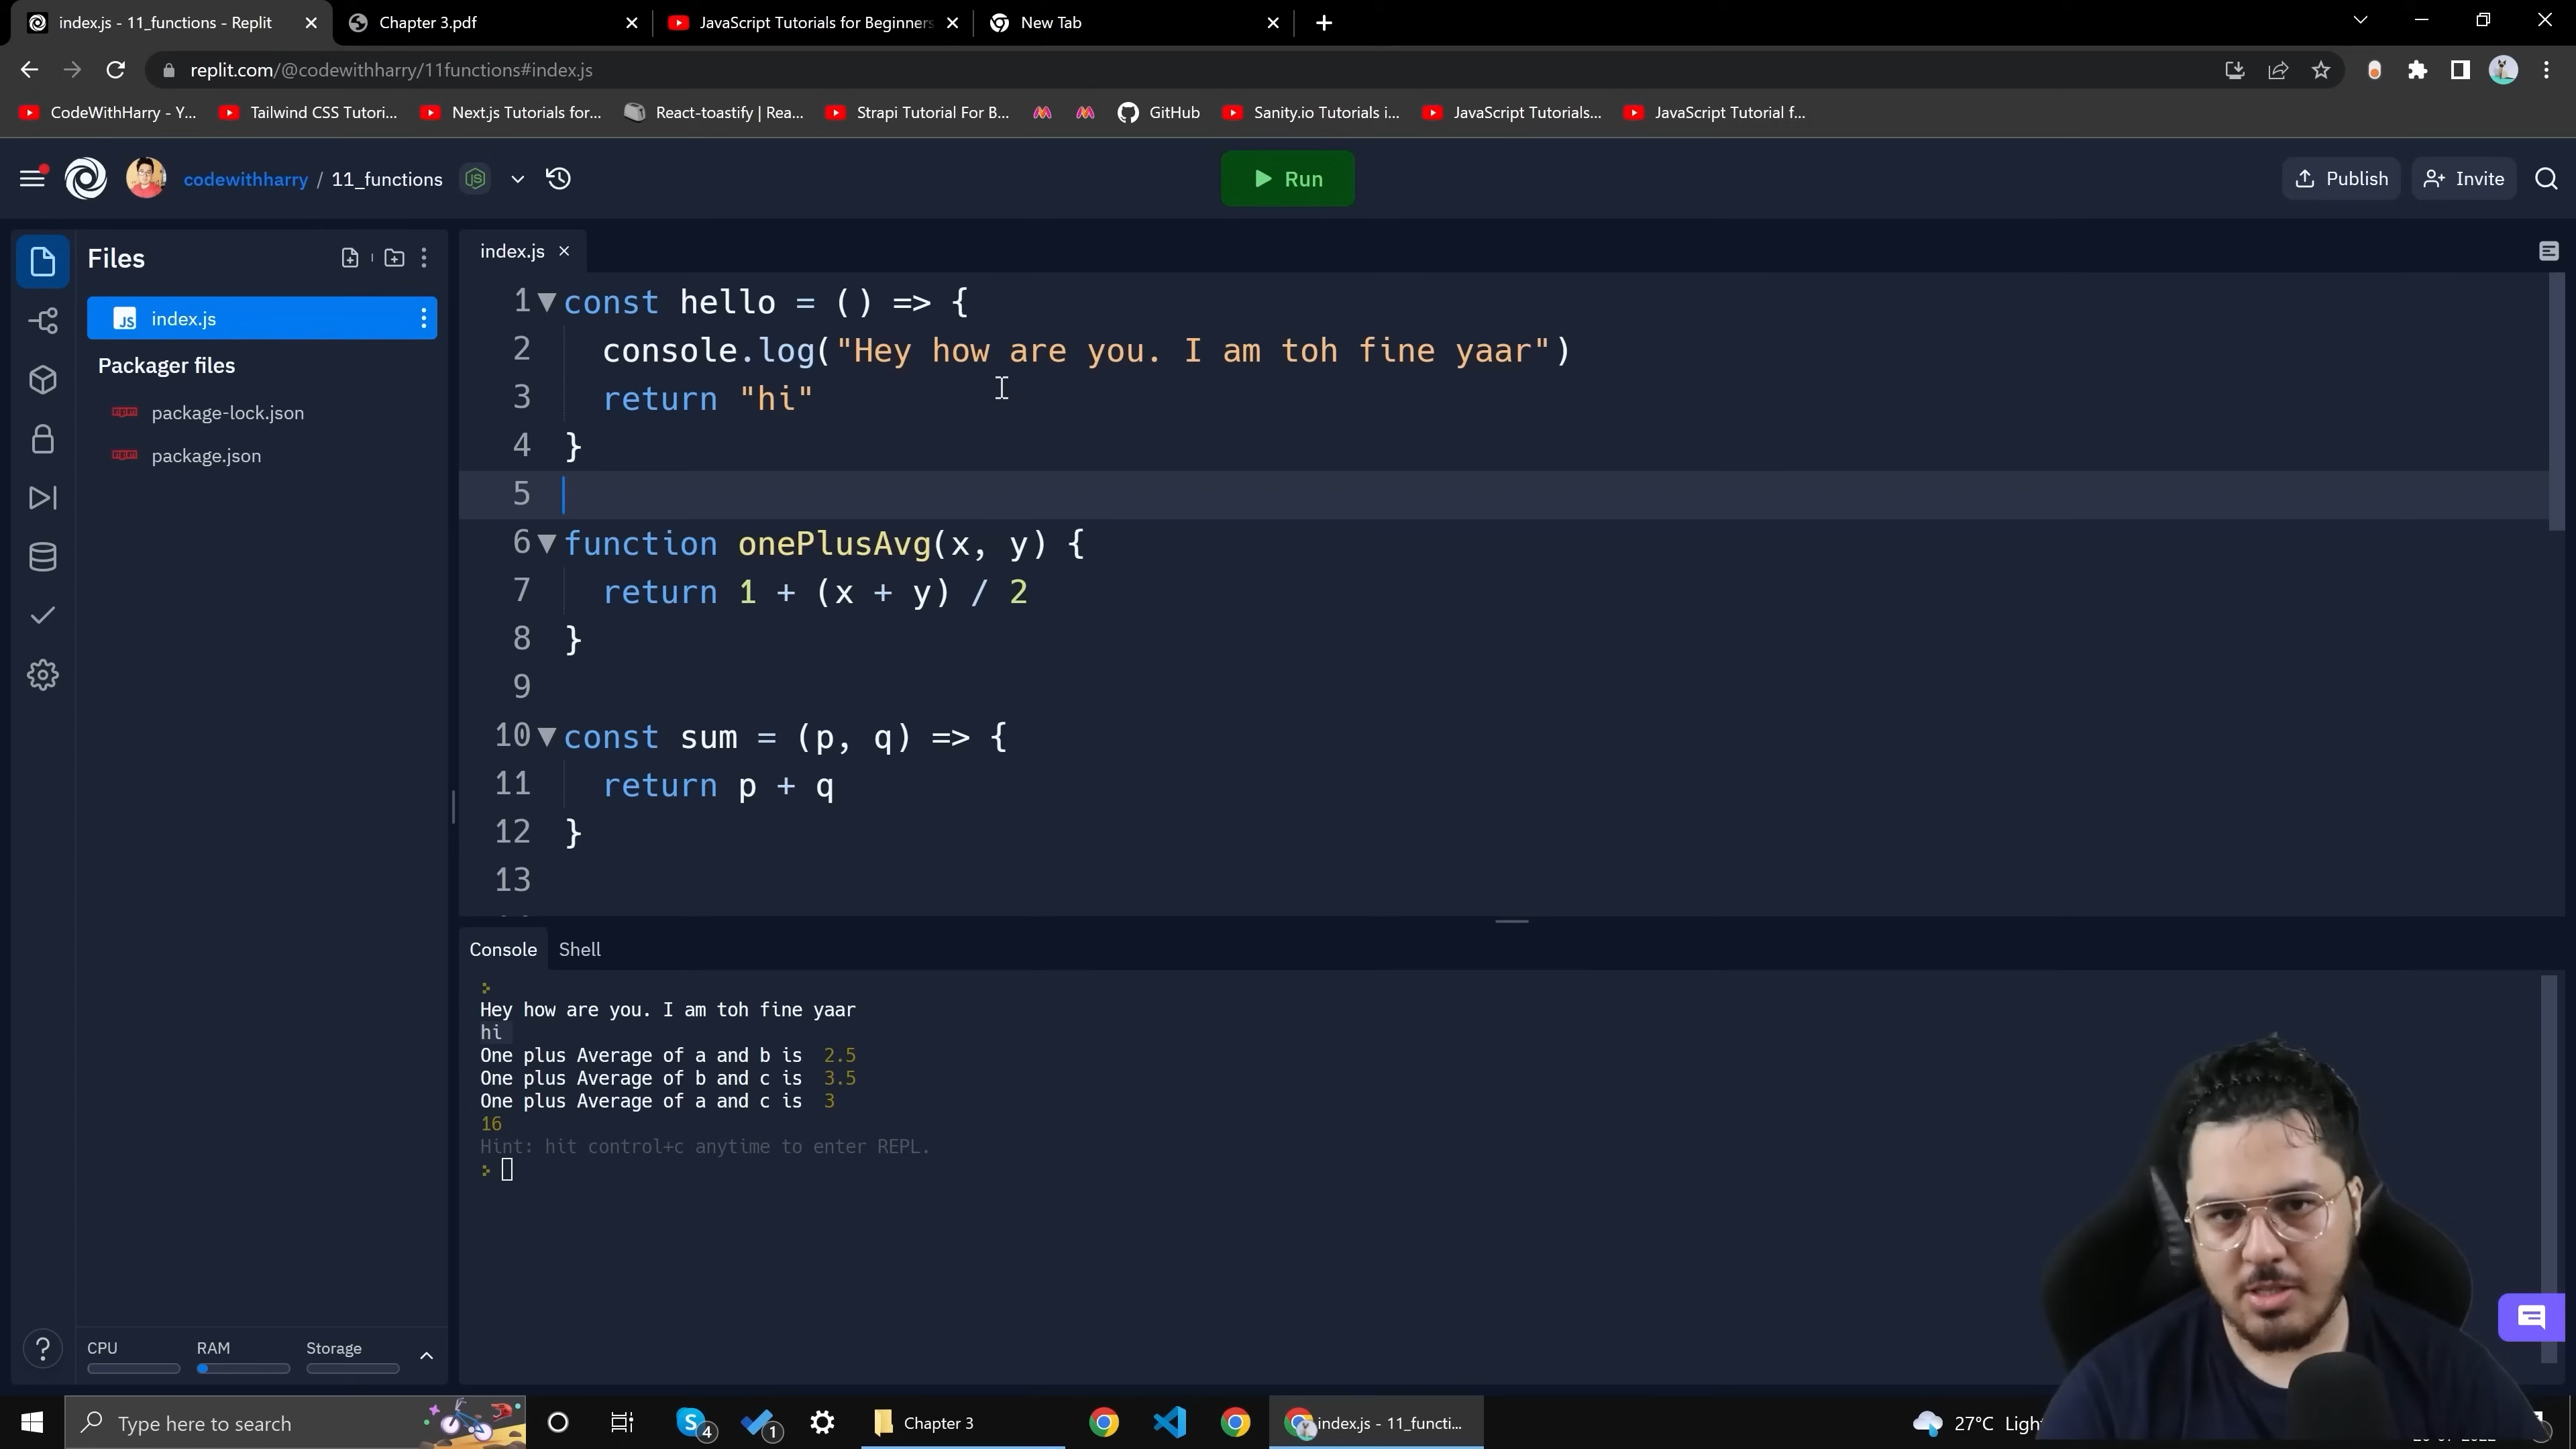 index.js - 11_functions - Replit
Chapter 3.pdf
JavaScript Tutorials for Beginners
New Tab
replit.com/@codewithharry/11functions#index.js
CodeWithHarry - Y...
Tailwind CSS Tutori...
Next.js Tutorials for...
React-toastify | Rea...
Strapi Tutorial For B...
GitHub
Sanity.io Tutorials i...
JavaScript Tutorials...
JavaScript Tutorial f...
codewithharry / 11_functions
Run
Publish
Invite
Files
index.js
JS index.js
Packager files
package-lock.json
package.json
1 const hello = () => {
2 console.log("Hey how are you. I am toh fine yaar")
3 return "hi"
4 }
5
6 function onePlusAvg(x, y) {
7 return 1 + (x + y) / 2
8 }
9
10 const sum = (p, q) => {
11 return p + q
12 }
13
Console
Shell
Hey how are you. I am toh fine yaar
hi
One plus Average of a and b is 2.5
One plus Average of b and c is 3.5
One plus Average of a and c is 3
16
Hint: hit control+c anytime to enter REPL.
CPU
RAM
Storage
Type here to search
4
1
Chapter 3
index.js - 11_functi...
27°C